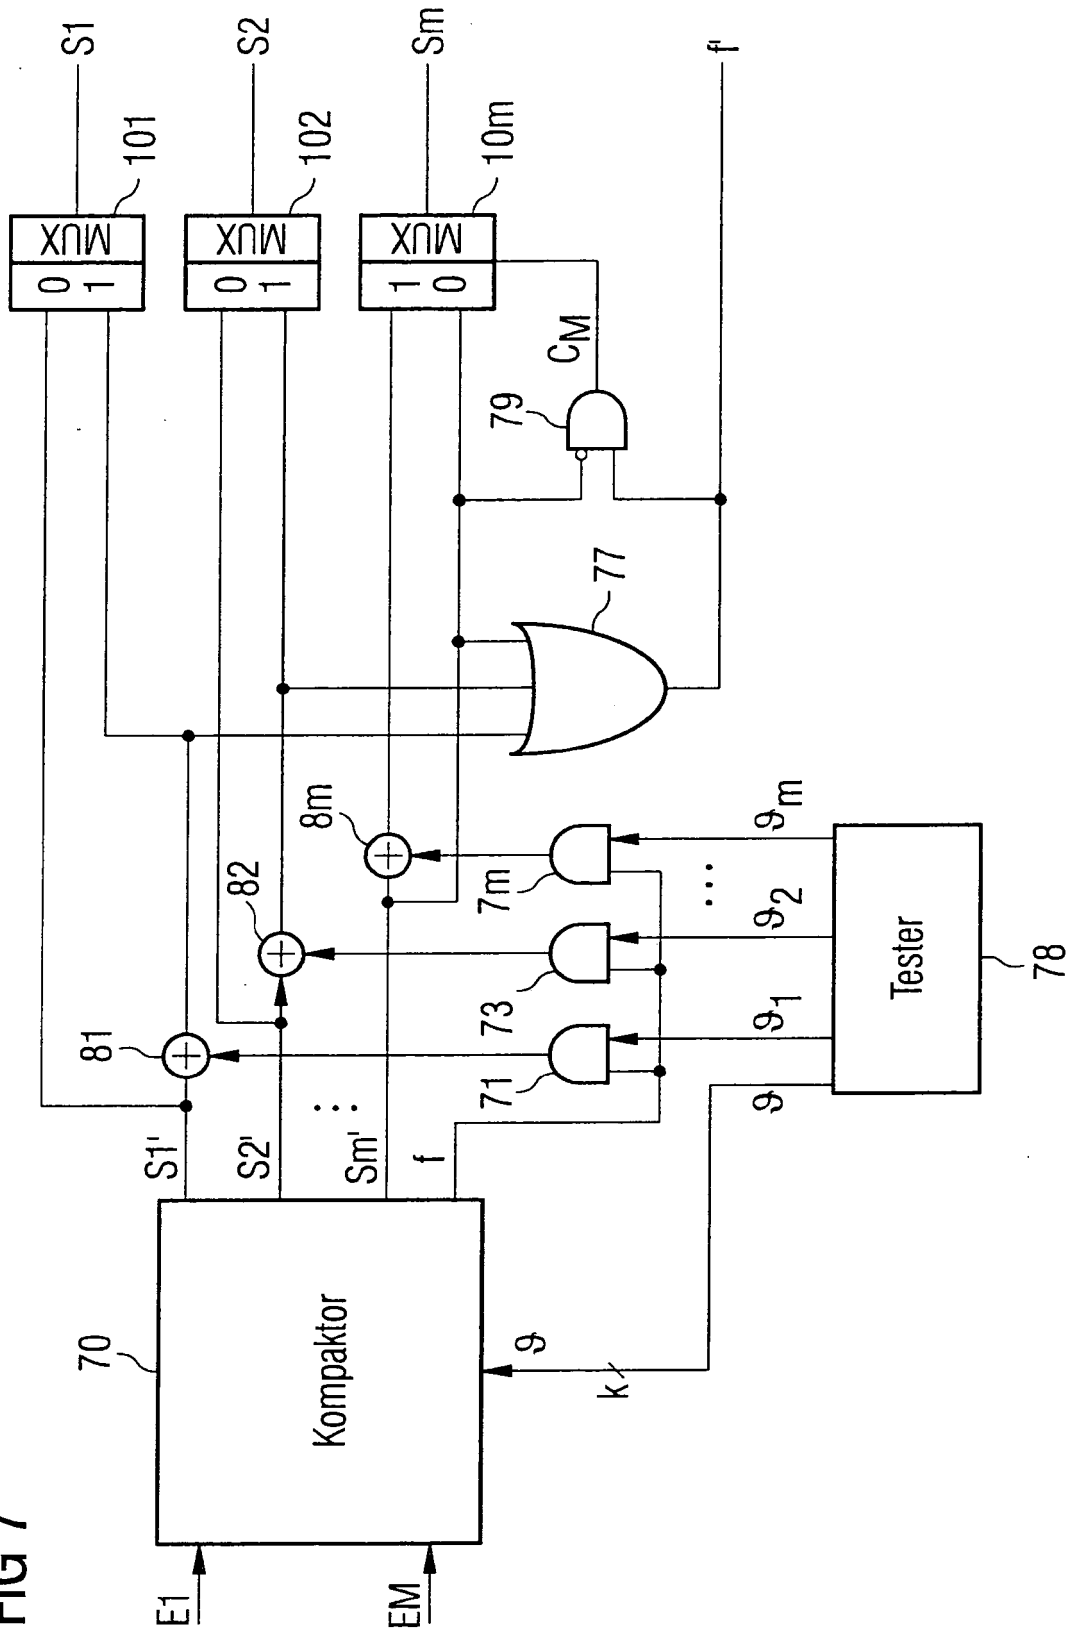 FIG 7
E1
EM
70
Kompaktor
S1'
S2'
Sm'
f
k
ϑ
81
82
8m
71
73
7m
ϑ
ϑ1
ϑ2
ϑm
Tester
78
77
79
CM
0
1
MUX
101
S1
0
1
MUX
102
S2
1
0
MUX
10m
Sm
f'